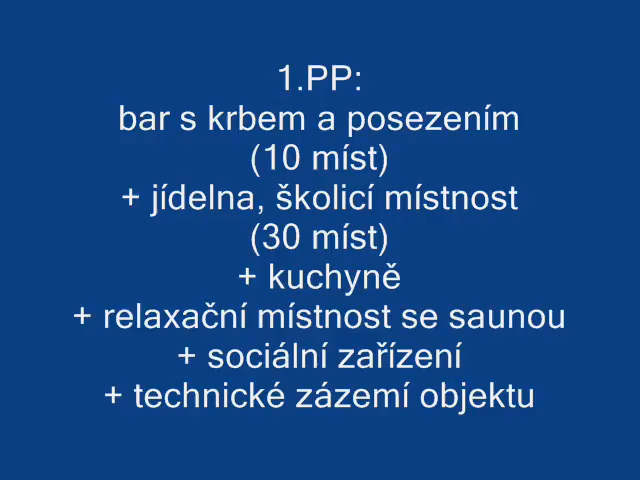 1.PP:
bar s krbem a posezením
(10 míst)
+ jídelna, školicí místnost
(30 míst)
+ kuchyně
+ relaxační místnost se saunou
+ sociální zařízení
+ technické zázemí objektu